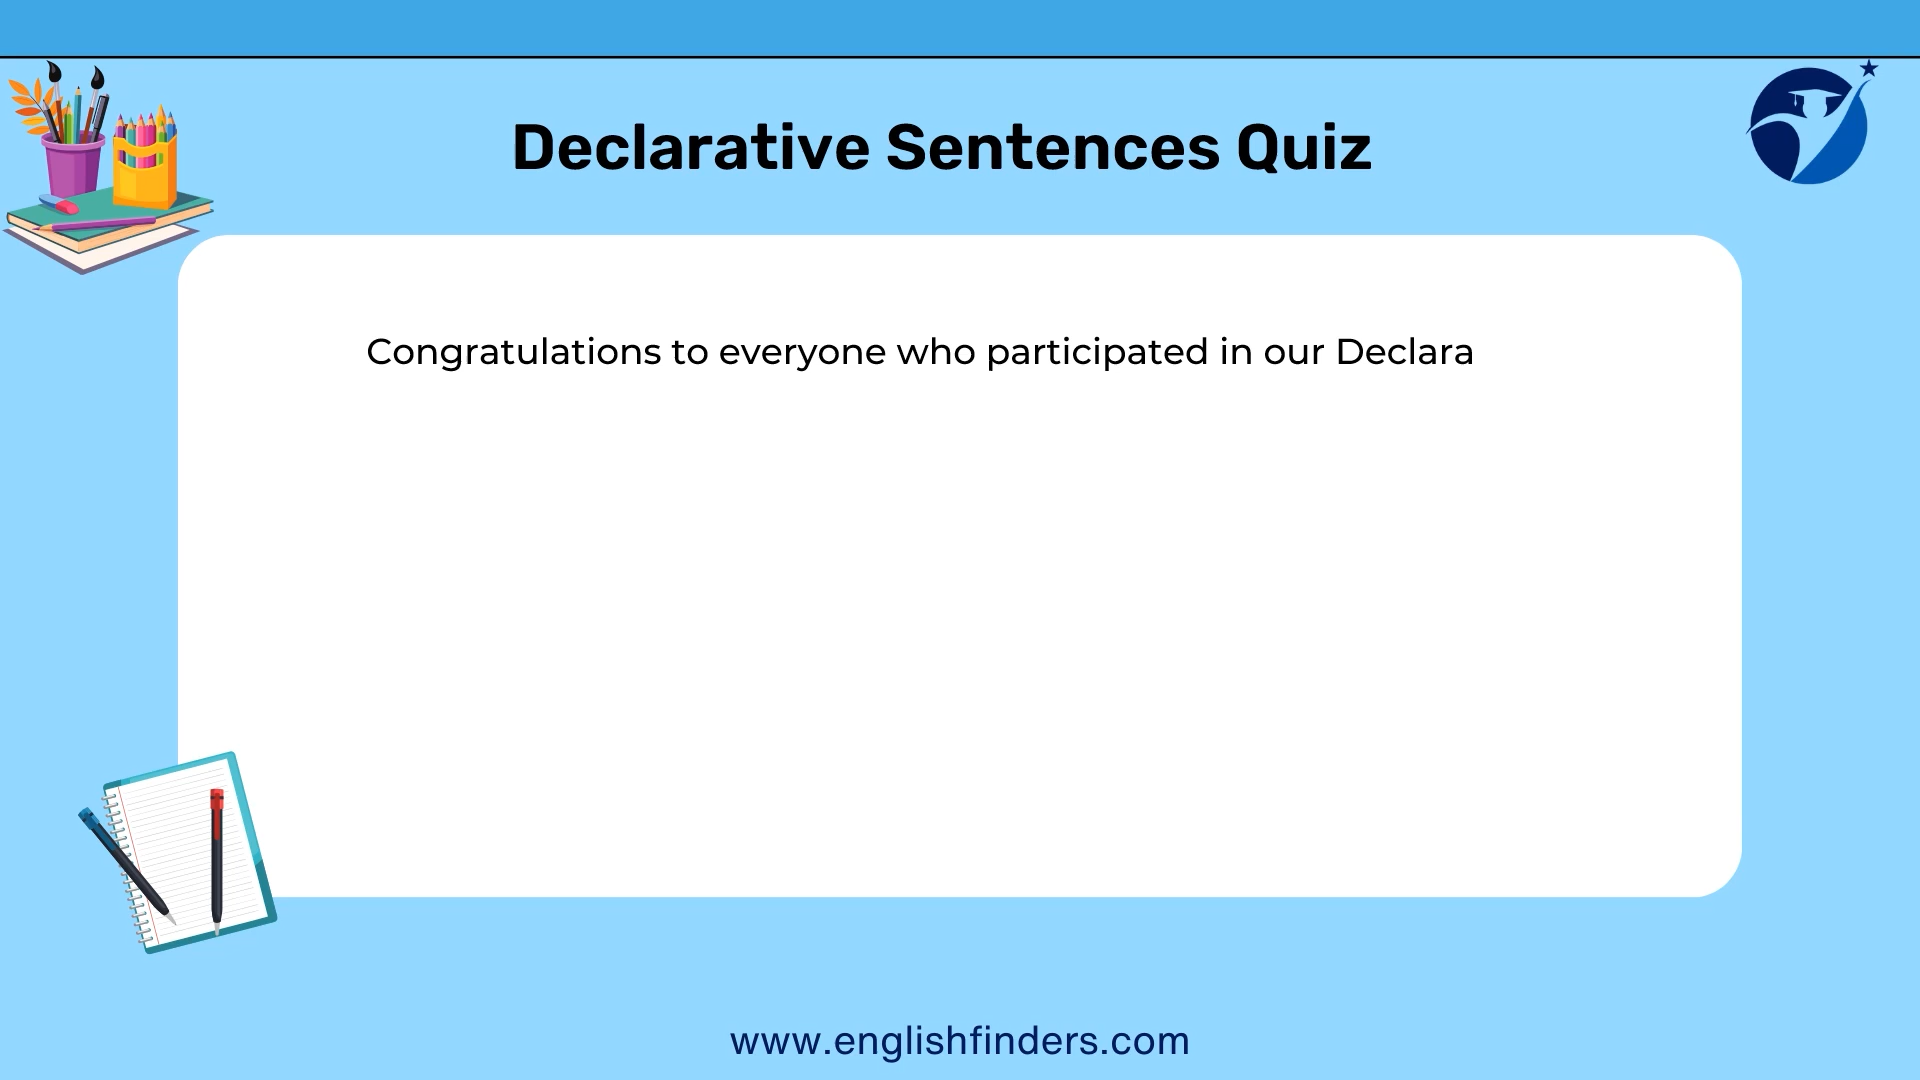 Declarative Sentences Quiz
Congratulations to everyone who participated in our Declara
www.englishfinders.com